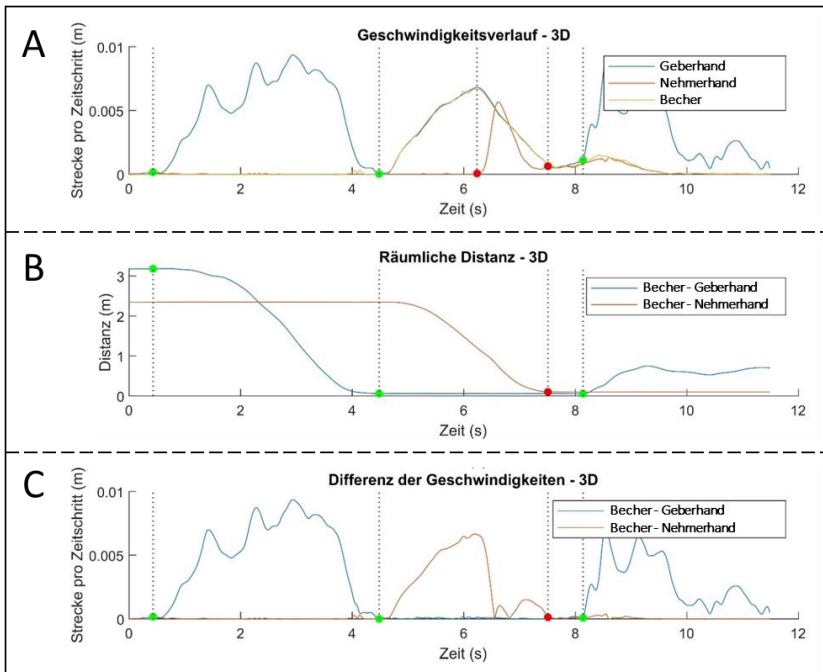 A
Geschwindigkeitsverlauf - 3D
Strecke pro Zeitschritt (m)
0.01
0.005
0
0 2 4 6 8 10 12
Zeit (s)
Geberhand
Nehmerhand
Becher
B
Räumliche Distanz - 3D
Distanz (m)
3
2
1
0
0 2 4 6 8 10 12
Zeit (s)
Becher - Geberhand
Becher - Nehmerhand
C
Differenz der Geschwindigkeiten - 3D
Strecke pro Zeitschritt (m)
0.01
0.005
0
0 2 4 6 8 10 12
Zeit (s)
Becher - Geberhand
Becher - Nehmerhand